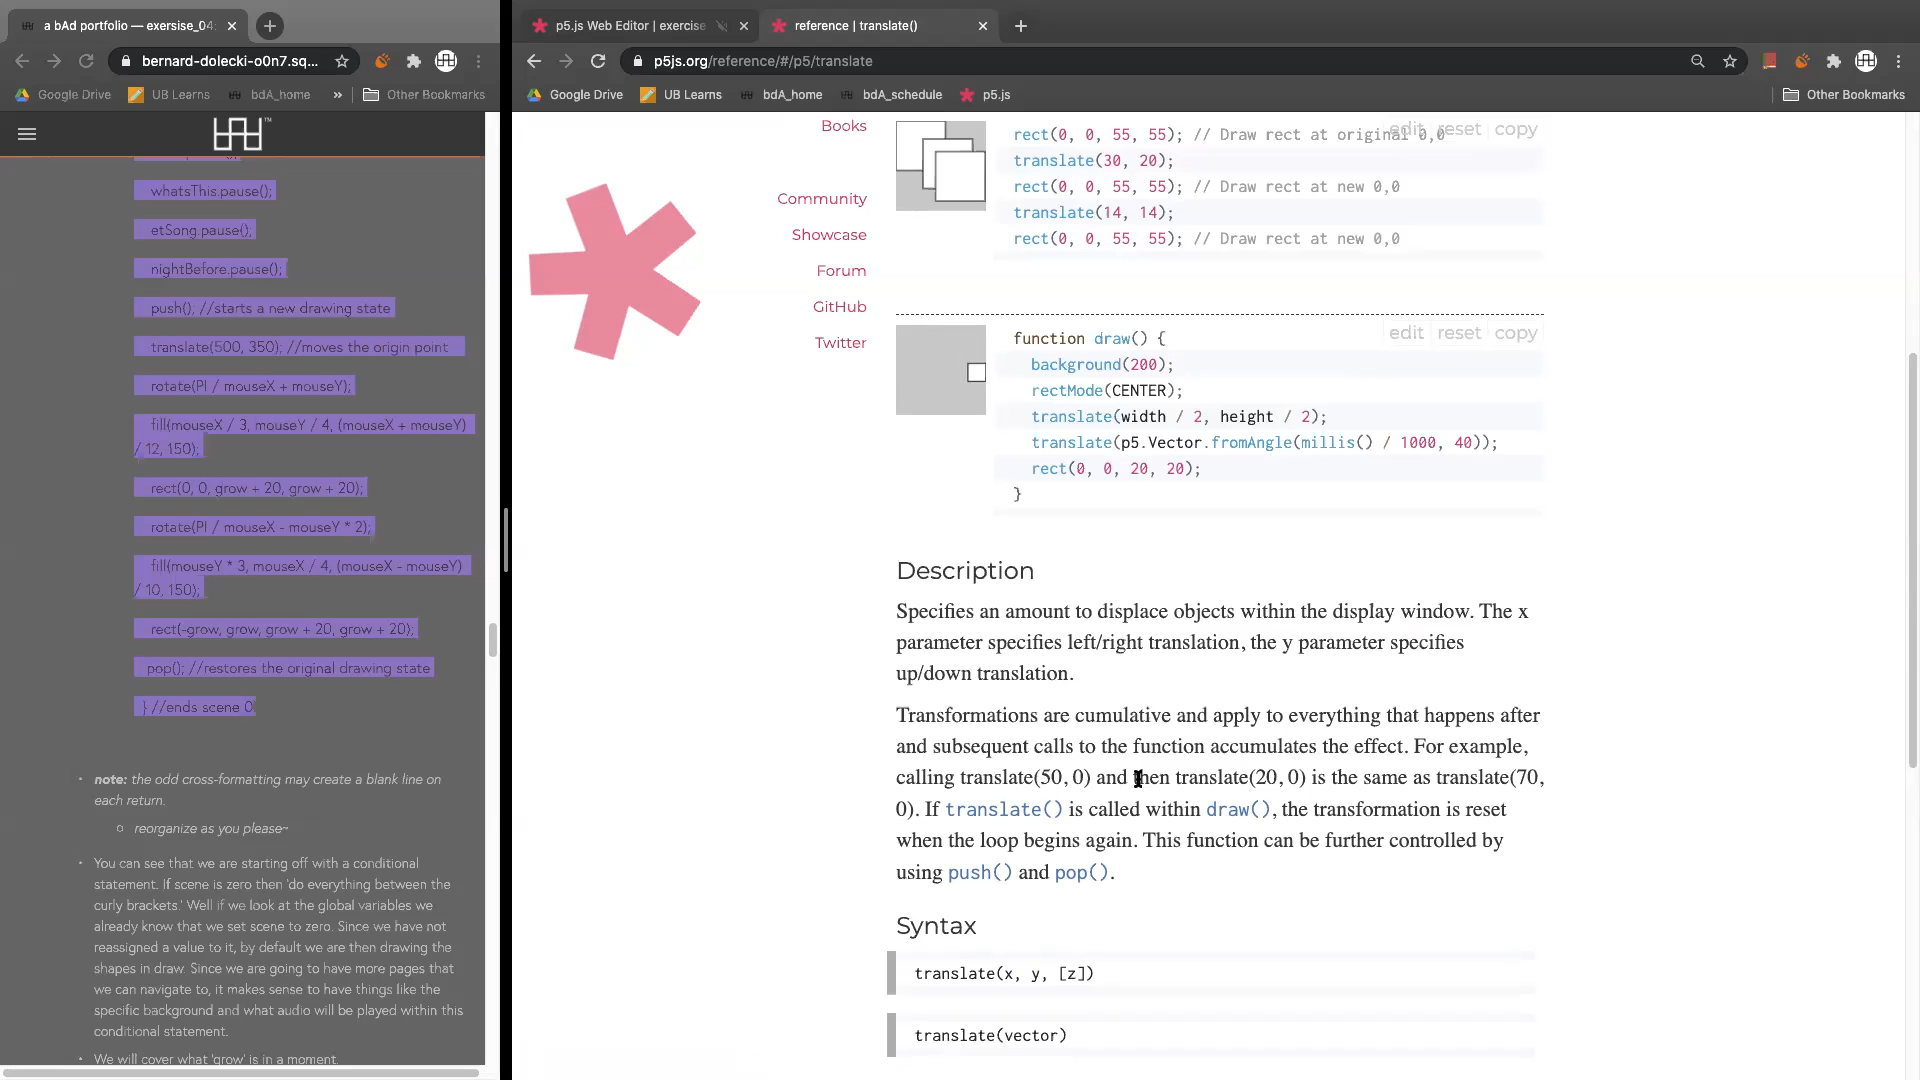 a bAd portfolio — exersise_04:
bernard-dolecki-o0n7.sq...
Google Drive
UB Learns
bdA_home
»
Other Bookmarks
whatsThis.pause();
etSong.pause();
nightBefore.pause();
push(); //starts a new drawing state
translate(500, 350); //moves the origin point
rotate(PI / mouseX + mouseY);
fill(mouseX / 3, mouseY / 4, (mouseX + mouseY)
/ 12, 150);
rect(0, 0, grow + 20, grow + 20);
rotate(PI / mouseX - mouseY * 2);
fill(mouseY * 3, mouseX / 4, (mouseX - mouseY)
/ 10, 150);
rect(-grow, grow, grow + 20, grow + 20);
pop(); //restores the original drawing state
} //ends scene 0
note: the odd cross-formatting may create a blank line on
each return.
reorganize as you please~
You can see that we are starting off with a conditional
statement. If scene is zero then 'do everything between the
curly brackets.' Well if we look at the global variables we
already know that we set scene to zero. Since we have not
reassigned a value to it, by default we are then drawing the
shapes in draw. Since we are going to have more pages that
we can navigate to, it makes sense to have things like the
specific background and what audio will be played within this
conditional statement.
We will cover what 'grow' is in a moment.
p5.js Web Editor | exercise
reference | translate()
p5js.org/reference/#/p5/translate
Google Drive
UB Learns
bdA_home
bdA_schedule
p5.js
Other Bookmarks
Books
Community
Showcase
Forum
GitHub
Twitter
edit reset copy
rect(0, 0, 55, 55); // Draw rect at original 0,0
translate(30, 20);
rect(0, 0, 55, 55); // Draw rect at new 0,0
translate(14, 14);
rect(0, 0, 55, 55); // Draw rect at new 0,0
edit reset copy
function draw() {
background(200);
rectMode(CENTER);
translate(width / 2, height / 2);
translate(p5.Vector.fromAngle(millis() / 1000, 40));
rect(0, 0, 20, 20);
}
Description
Specifies an amount to displace objects within the display window. The x
parameter specifies left/right translation, the y parameter specifies
up/down translation.
Transformations are cumulative and apply to everything that happens after
and subsequent calls to the function accumulates the effect. For example,
calling translate(50, 0) and then translate(20, 0) is the same as translate(70,
0). If translate() is called within draw(), the transformation is reset
when the loop begins again. This function can be further controlled by
using push() and pop().
Syntax
translate(x, y, [z])
translate(vector)